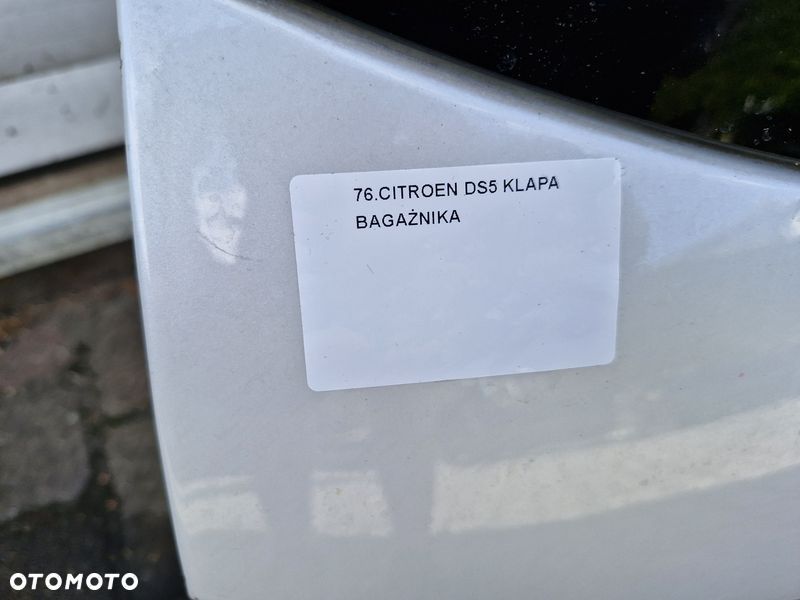 76.CITROEN DS5 KLAPA
BAGAŻNIKA
OTOMOTO